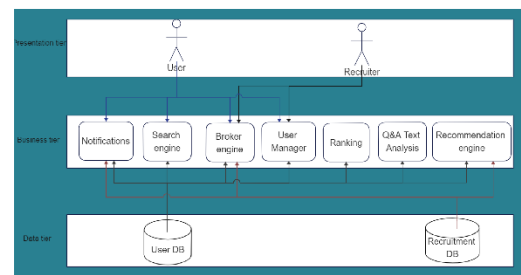 Presentation tier
User
Recruiter
Business tier
Notifications
Search
engine
Broker
engine
User
Manager
Ranking
Q&A Text
Analysis
Recommendation
engine
Data tier
User DB
Recruitment
DB